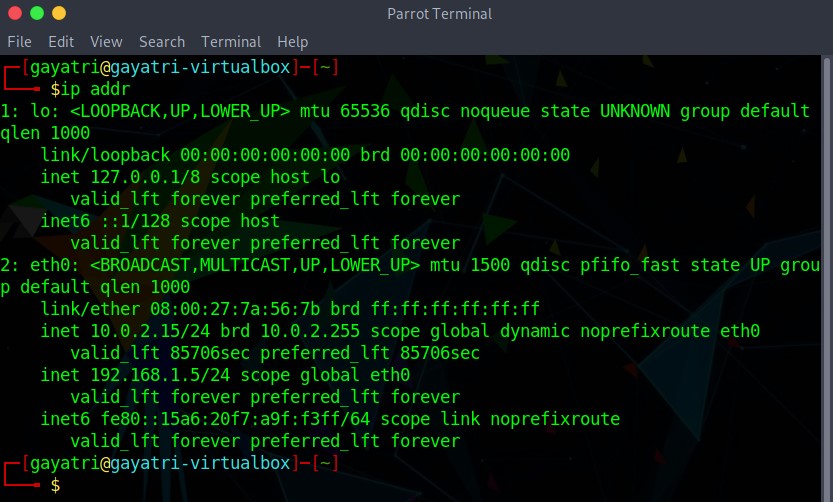 Parrot Terminal
File Edit View Search Terminal Help
┌─[gayatri@gayatri-virtualbox]─[~]
└──╼ $ip addr
1: lo: <LOOPBACK,UP,LOWER_UP> mtu 65536 qdisc noqueue state UNKNOWN group default
qlen 1000
    link/loopback 00:00:00:00:00:00 brd 00:00:00:00:00:00
    inet 127.0.0.1/8 scope host lo
       valid_lft forever preferred_lft forever
    inet6 ::1/128 scope host
       valid_lft forever preferred_lft forever
2: eth0: <BROADCAST,MULTICAST,UP,LOWER_UP> mtu 1500 qdisc pfifo_fast state UP grou
p default qlen 1000
    link/ether 08:00:27:7a:56:7b brd ff:ff:ff:ff:ff:ff
    inet 10.0.2.15/24 brd 10.0.2.255 scope global dynamic noprefixroute eth0
       valid_lft 85706sec preferred_lft 85706sec
    inet 192.168.1.5/24 scope global eth0
       valid_lft forever preferred_lft forever
    inet6 fe80::15a6:20f7:a9f:f3ff/64 scope link noprefixroute
       valid_lft forever preferred_lft forever
┌─[gayatri@gayatri-virtualbox]─[~]
└──╼ $